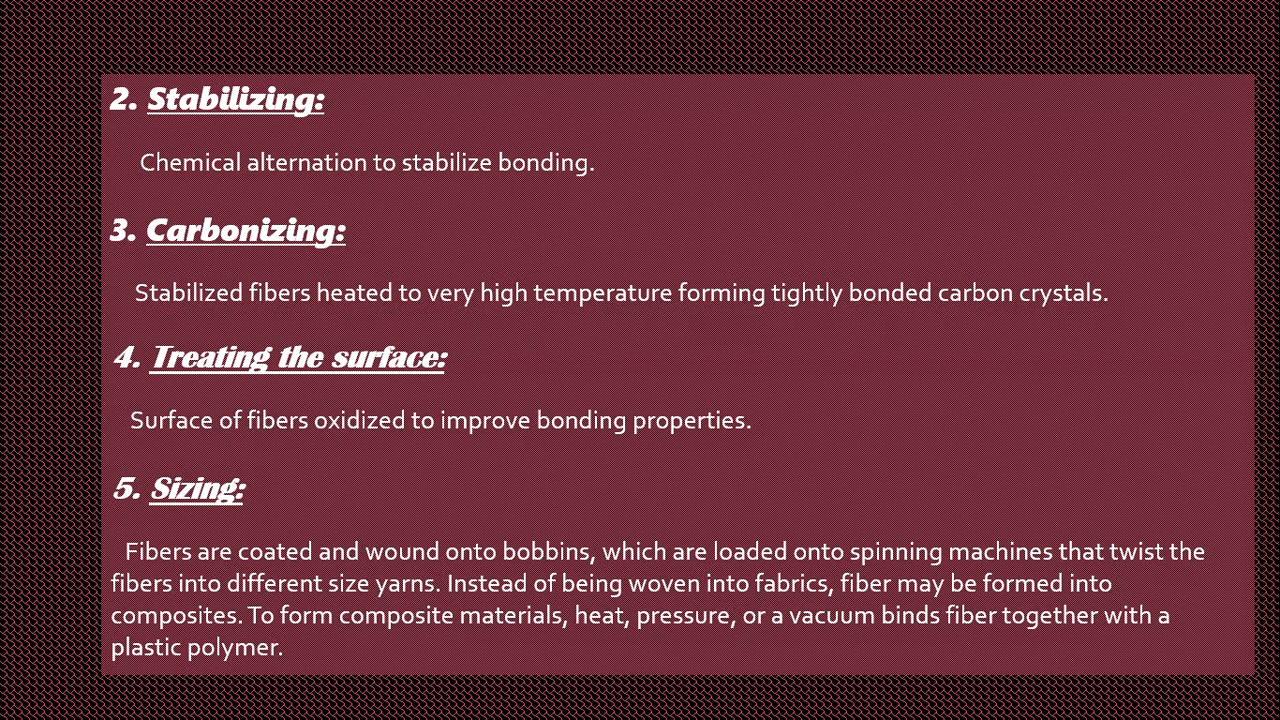 2. Stabilizing:
Chemical alternation to stabilize bonding.
3. Carbonizing:
Stabilized fibers heated to very high temperature forming tightly bonded carbon crystals.
4. Treating the surface:
Surface of fibers oxidized to improve bonding properties.
5. Sizing:
Fibers are coated and wound onto bobbins, which are loaded onto spinning machines that twist the
fibers into different size yarns. Instead of being woven into fabrics, fiber may be formed into
composites. To form composite materials, heat, pressure, or a vacuum binds fiber together with a
plastic polymer.